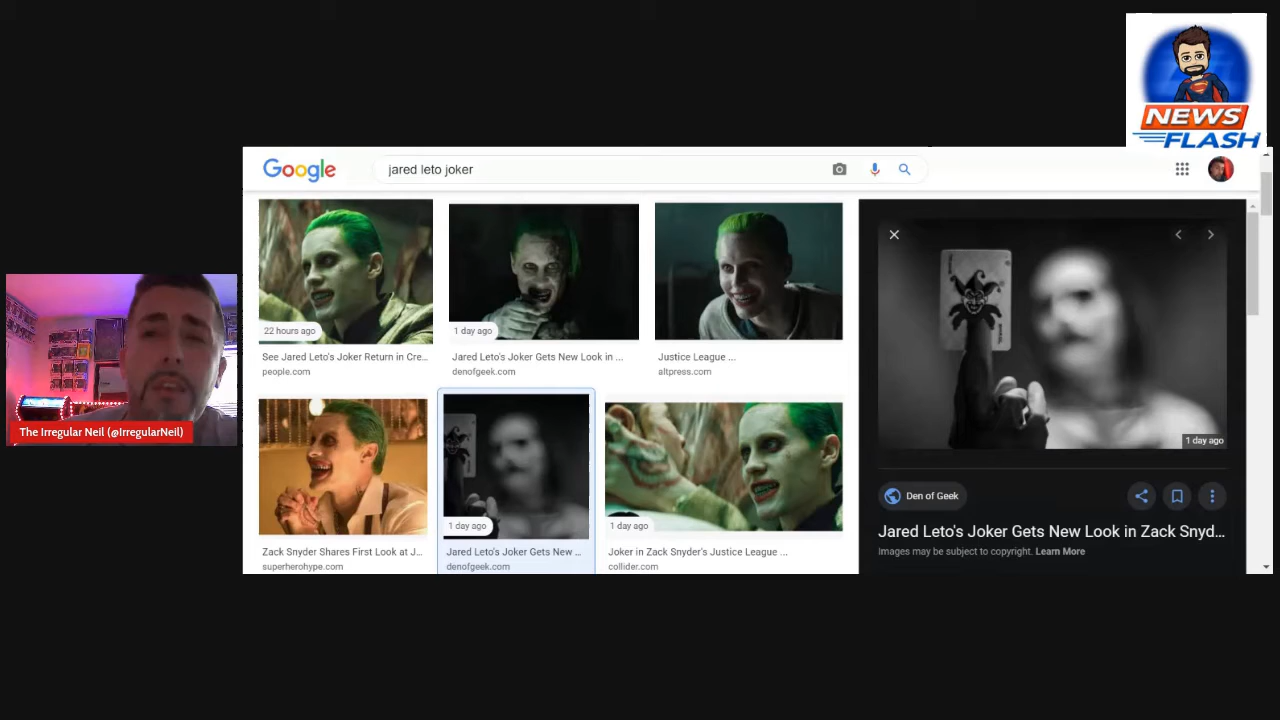 NEWS
FLASH
Google
jared leto joker
22 hours ago
See Jared Leto's Joker Return in Cre...
people.com
1 day ago
Jared Leto's Joker Gets New Look in ...
denofgeek.com
Justice League ...
altpress.com
Zack Snyder Shares First Look at J...
superherohype.com
1 day ago
Jared Leto's Joker Gets New ...
denofgeek.com
1 day ago
Joker in Zack Snyder's Justice League ...
collider.com
1 day ago
Den of Geek
Jared Leto's Joker Gets New Look in Zack Snyd...
Images may be subject to copyright. Learn More
The Irregular Neil (@IrregularNeil)